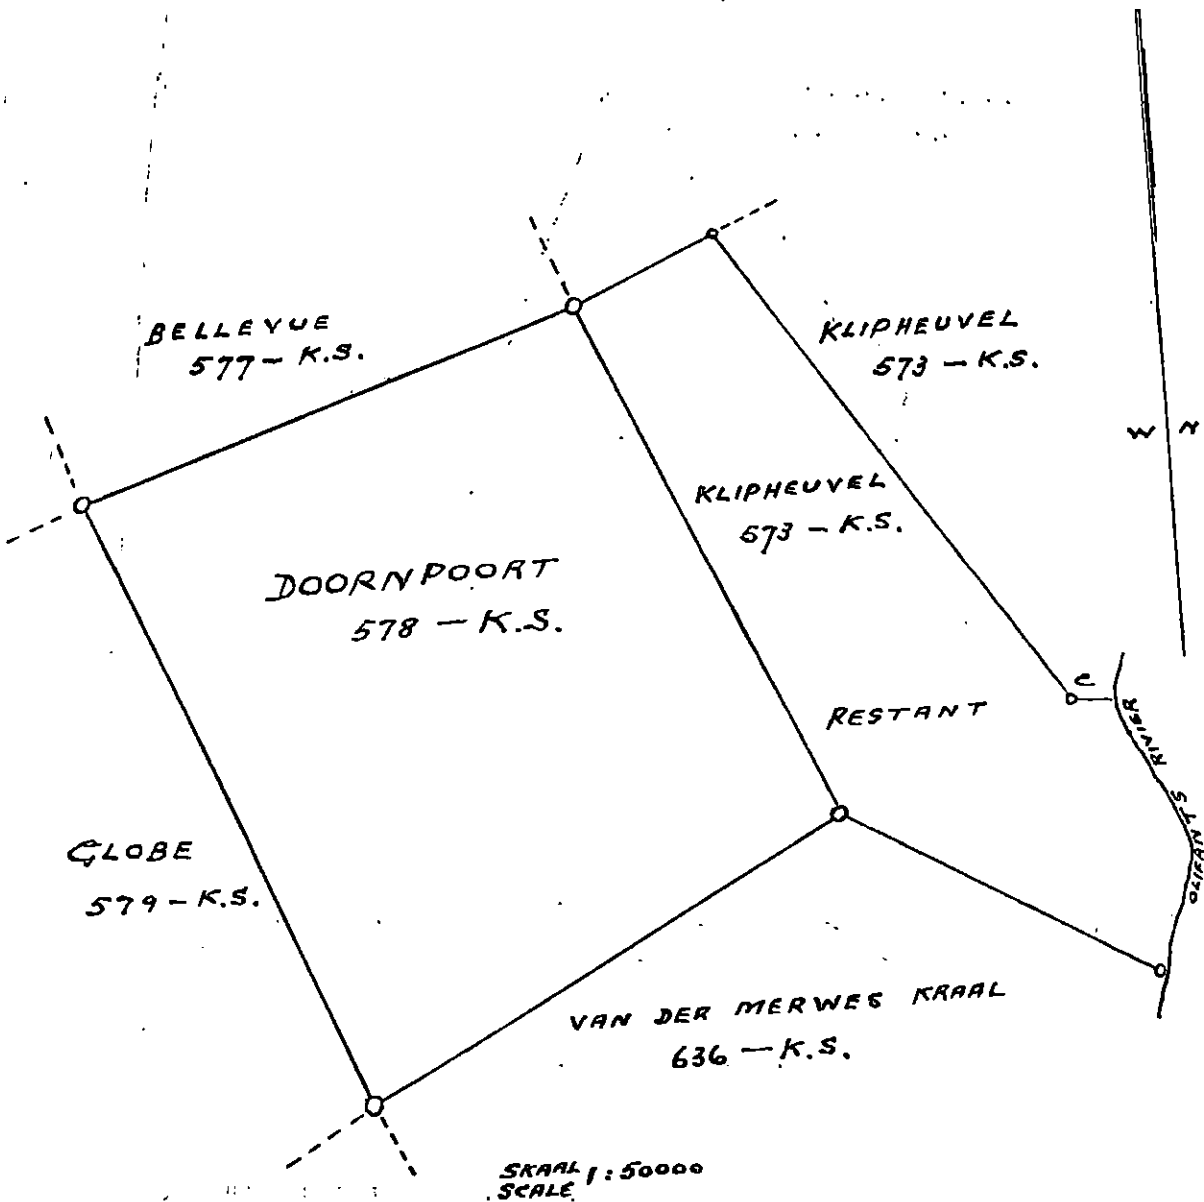 BELLEVUE
577 - K.S.
KLIPHEUVEL
573 - K.S.
W N
KLIPHEUVEL
573 - K.S.
DOORNPOORT
578 - K.S.
C
RESTANT
OLIFANTS RIVIER
GLOBE
579 - K.S.
VAN DER MERWES KRAAL
636 - K.S.
SKAAL 1:50000
SCALE